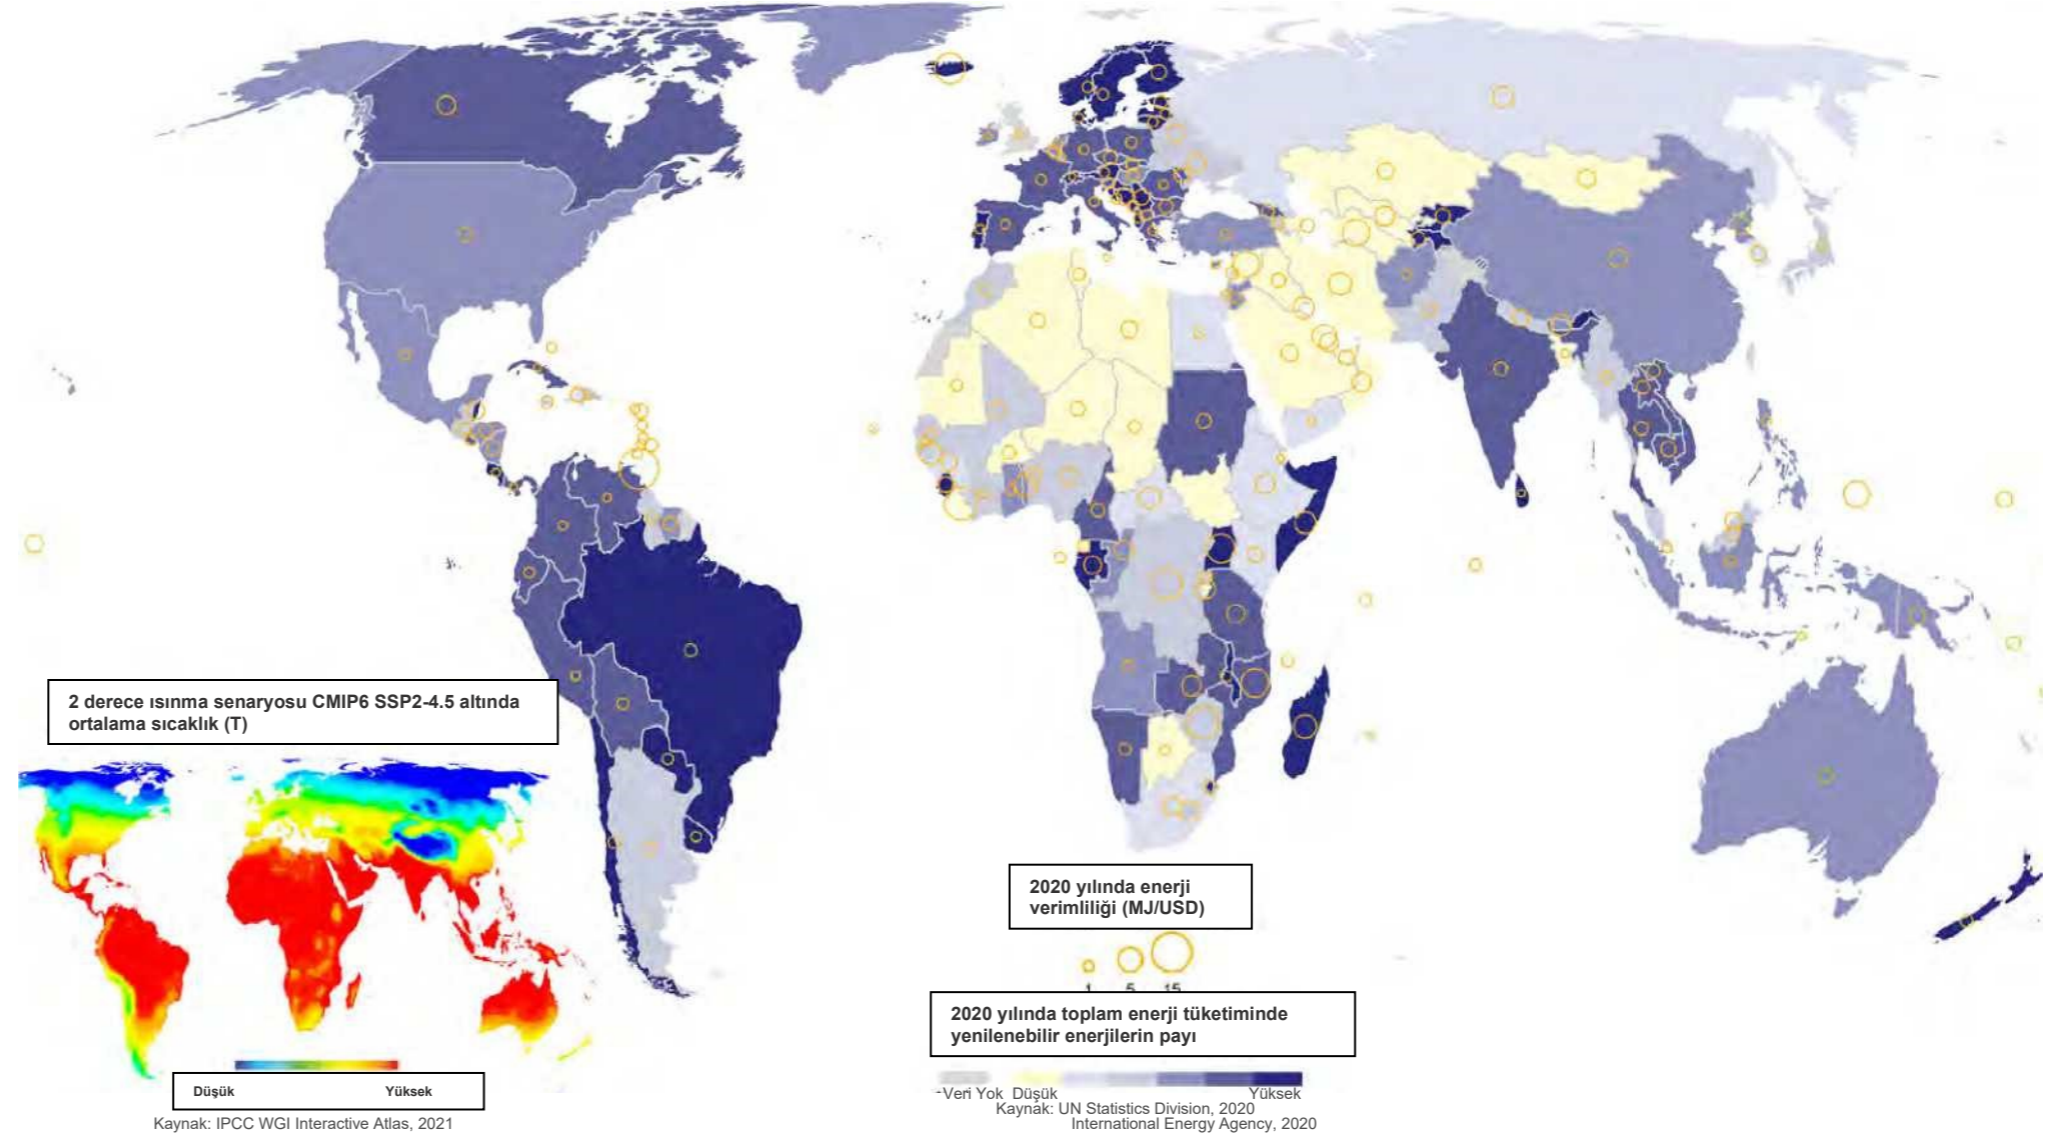 2 derece ısınma senaryosu CMIP6 SSP2-4.5 altında
ortalama sıcaklık (T)
Düşük Yüksek
Kaynak: IPCC WGI Interactive Atlas, 2021
2020 yılında enerji
verimliliği (MJ/USD)
1 5 15
2020 yılında toplam enerji tüketiminde
yenilenebilir enerjilerin payı
Veri Yok Düşük Yüksek
Kaynak: UN Statistics Division, 2020
International Energy Agency, 2020